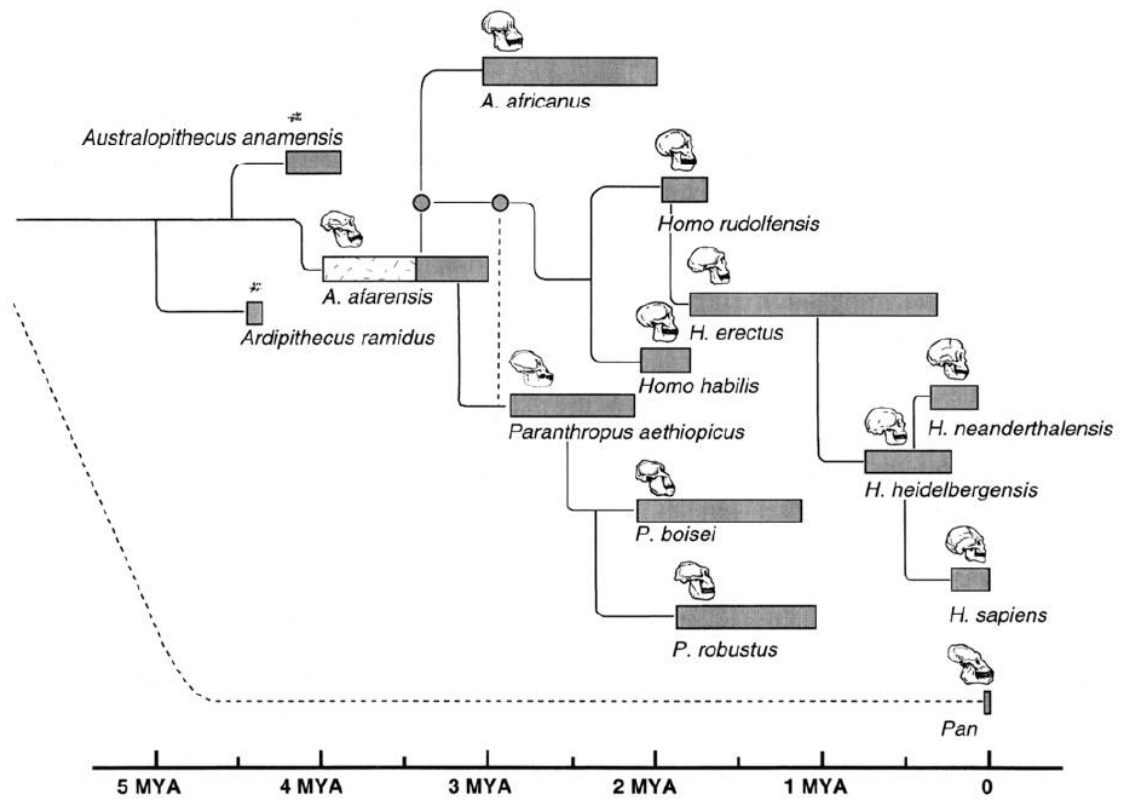 A. africanus
Australopithecus anamensis
Homo rudolfensis
A. afarensis
Ardipithecus ramidus
H. erectus
Homo habilis
Paranthropus aethiopicus
H. neanderthalensis
H. heidelbergensis
P. boisei
H. sapiens
P. robustus
Pan
5 MYA 4 MYA 3 MYA 2 MYA 1 MYA 0